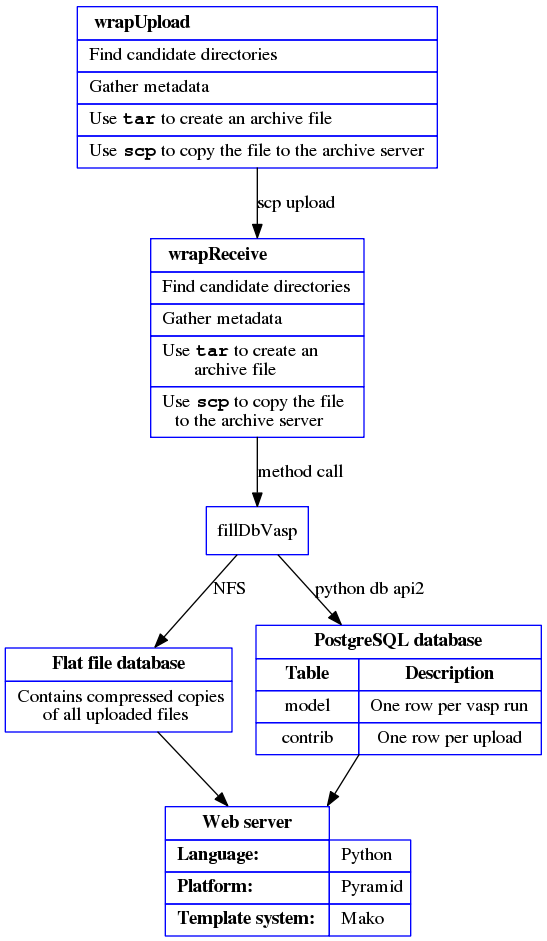 wrapUpload
Find candidate directories
Gather metadata
Use tar to create an archive file
Use scp to copy the file to the archive server
scp upload
wrapReceive
Find candidate directories
Gather metadata
Use tar to create an
archive file
Use scp to copy the file
to the archive server
method call
fillDbVasp
NFS
python db api2
Flat file database
Contains compressed copies
of all uploaded files
PostgreSQL database
Table Description
model One row per vasp run
contrib One row per upload
Web server
Language: Python
Platform: Pyramid
Template system: Mako